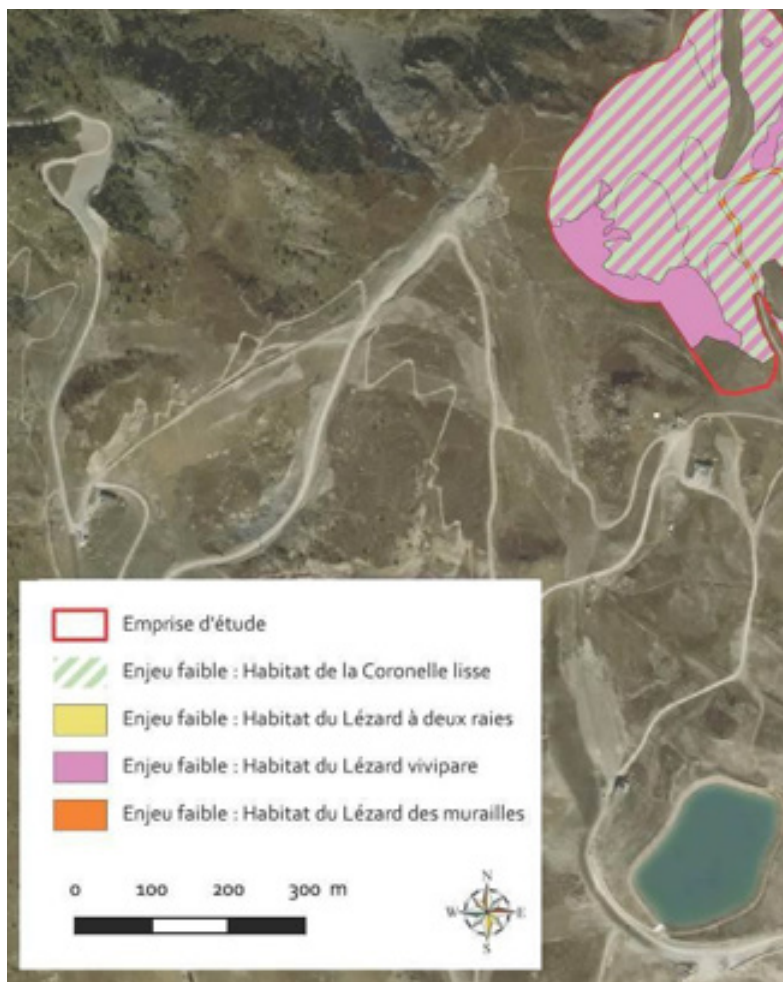 Emprise d'étude
Enjeu faible : Habitat de la Coronelle lisse
Enjeu faible : Habitat du Lézard à deux raies
Enjeu faible : Habitat du Lézard vivipare
Enjeu faible : Habitat du Lézard des murailles
0 100 200 300 m
N
W E
S